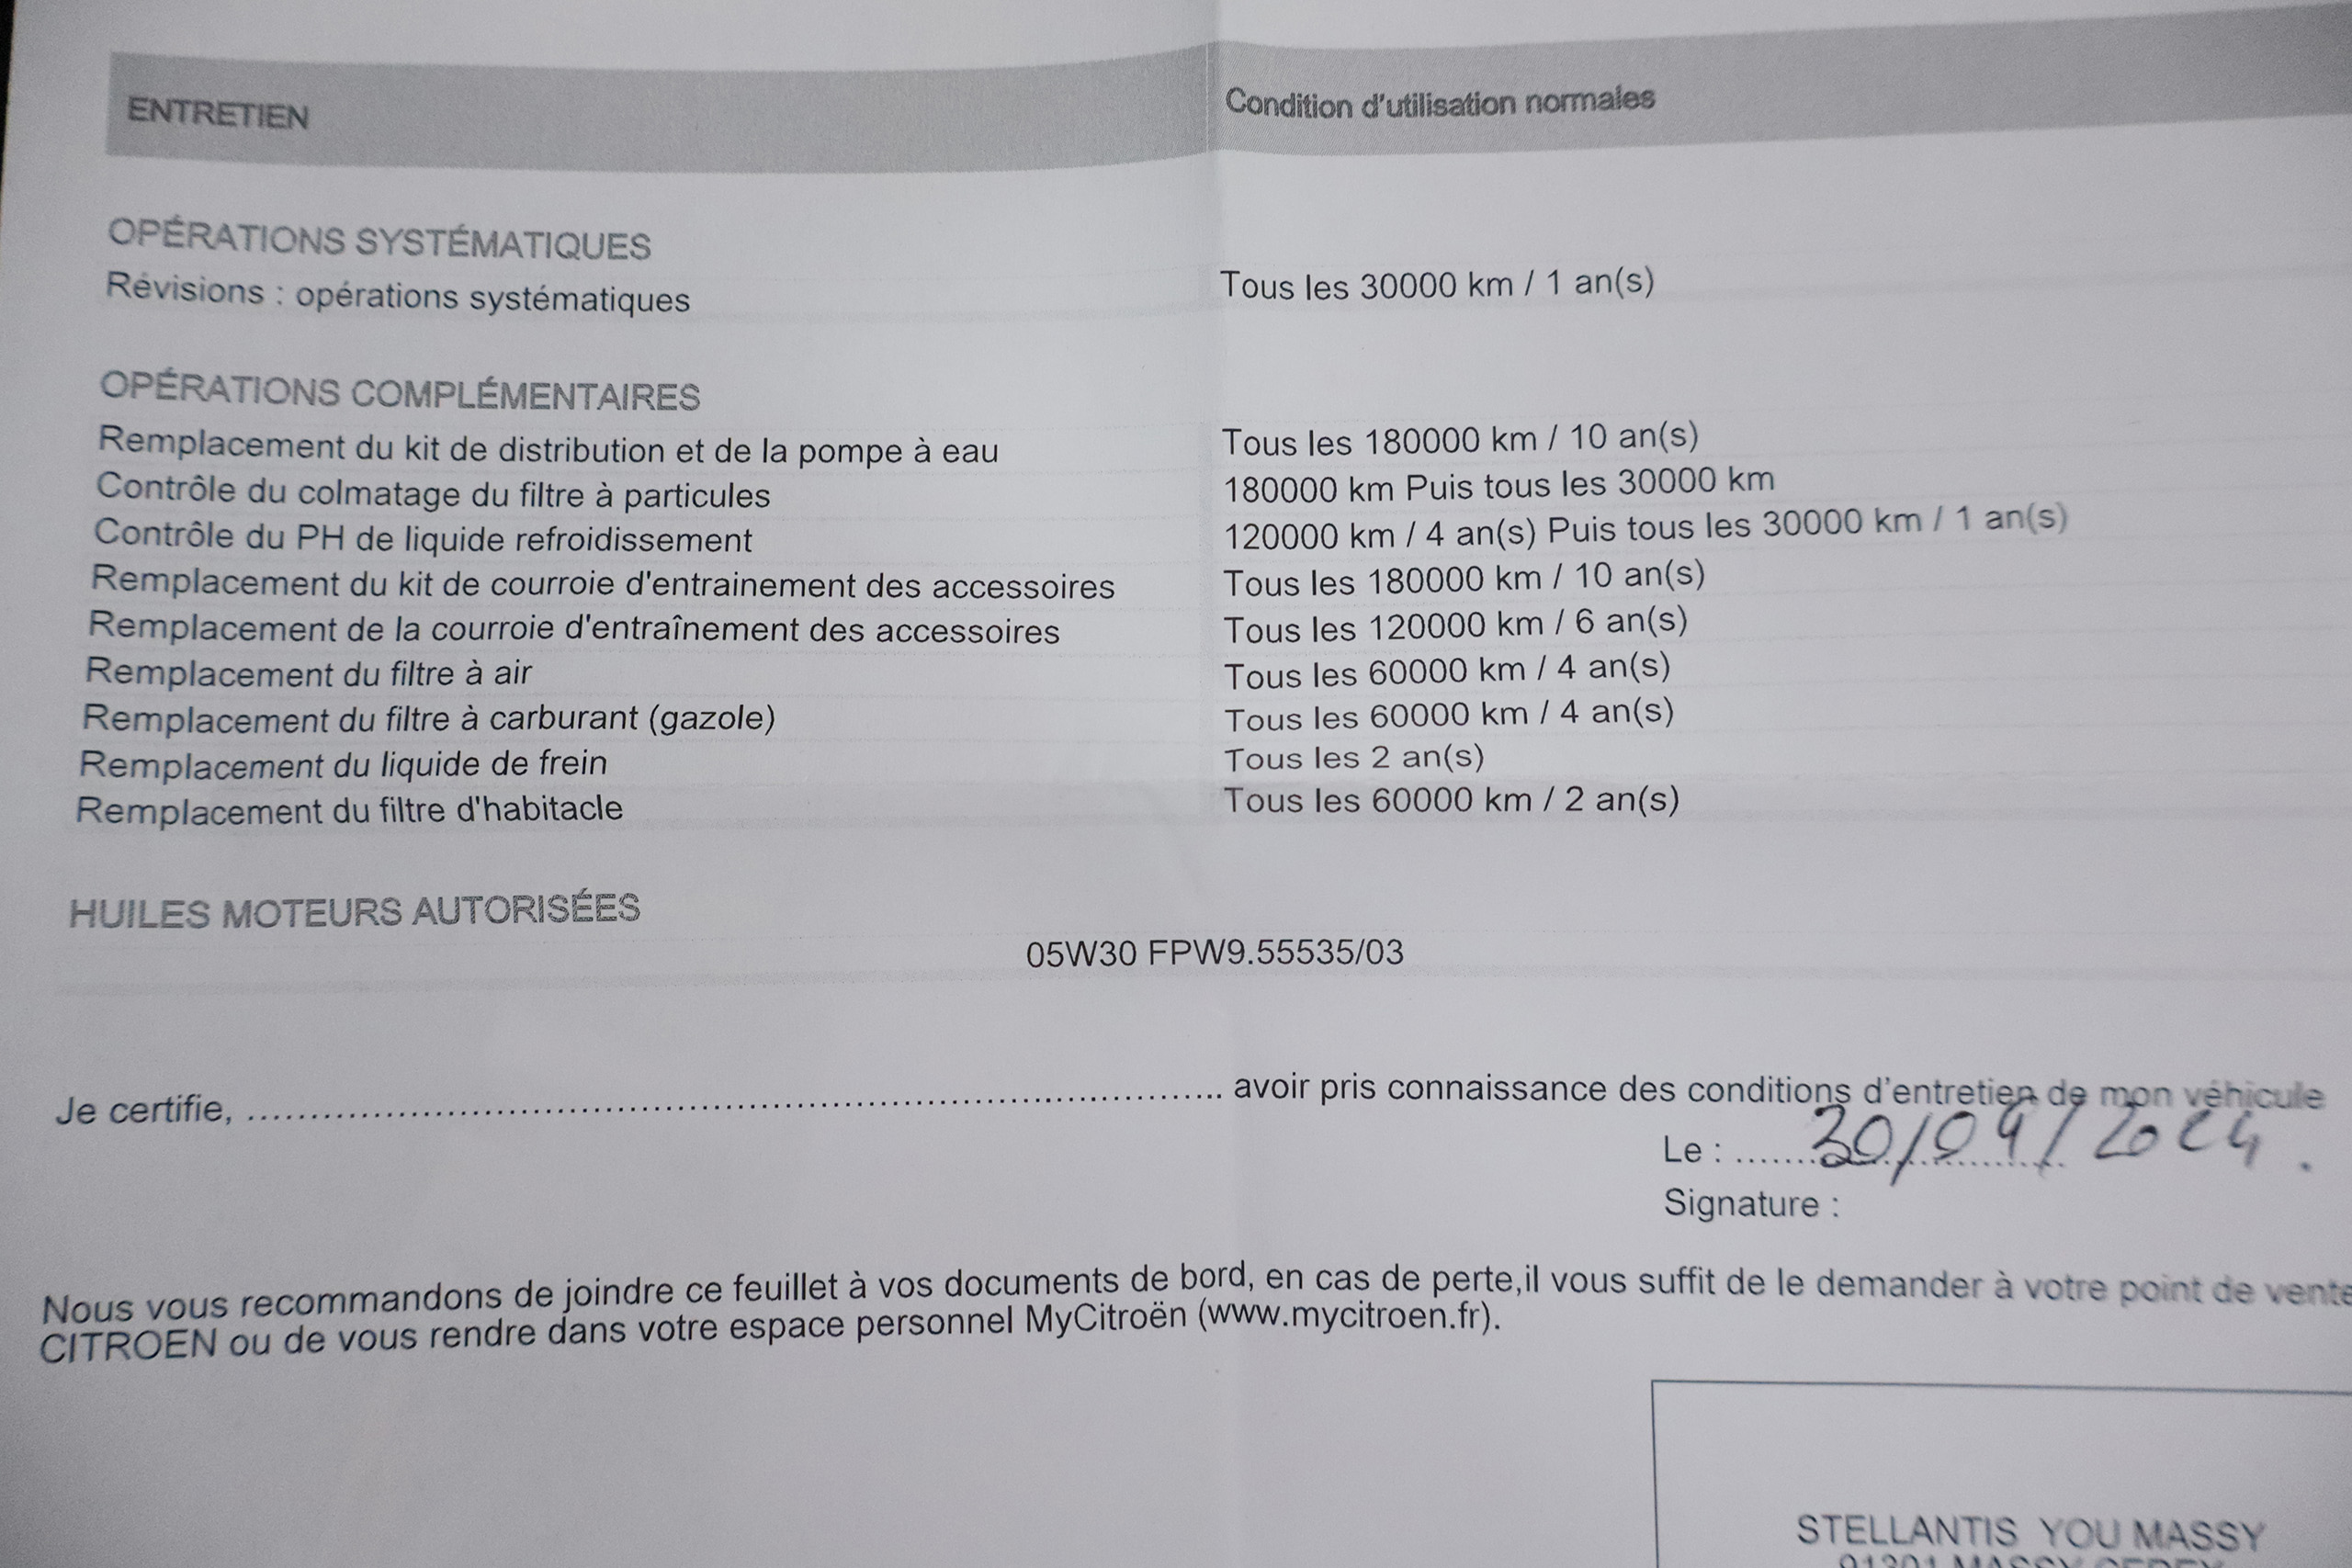 ENTRETIEN Condition d'utilisation normales
OPÉRATIONS SYSTÉMATIQUES
Révisions : opérations systématiques Tous les 30000 km / 1 an(s)
OPÉRATIONS COMPLÉMENTAIRES
Remplacement du kit de distribution et de la pompe à eau Tous les 180000 km / 10 an(s)
Contrôle du colmatage du filtre à particules 180000 km Puis tous les 30000 km
Contrôle du PH de liquide refroidissement 120000 km / 4 an(s) Puis tous les 30000 km / 1 an(s)
Remplacement du kit de courroie d'entrainement des accessoires Tous les 180000 km / 10 an(s)
Remplacement de la courroie d'entraînement des accessoires Tous les 120000 km / 6 an(s)
Remplacement du filtre à air Tous les 60000 km / 4 an(s)
Remplacement du filtre à carburant (gazole) Tous les 60000 km / 4 an(s)
Remplacement du liquide de frein Tous les 2 an(s)
Remplacement du filtre d'habitacle Tous les 60000 km / 2 an(s)
HUILES MOTEURS AUTORISÉES
05W30 FPW9.55535/03
Je certifie, .......... avoir pris connaissance des conditions d'entretien de mon véhicule
Le : 30/09/2024.
Signature :
Nous vous recommandons de joindre ce feuillet à vos documents de bord, en cas de perte,il vous suffit de le demander à votre point de vente
CITROEN ou de vous rendre dans votre espace personnel MyCitroën (www.mycitroen.fr).
STELLANTIS YOU MASSY
91301 MASSY CEDEX